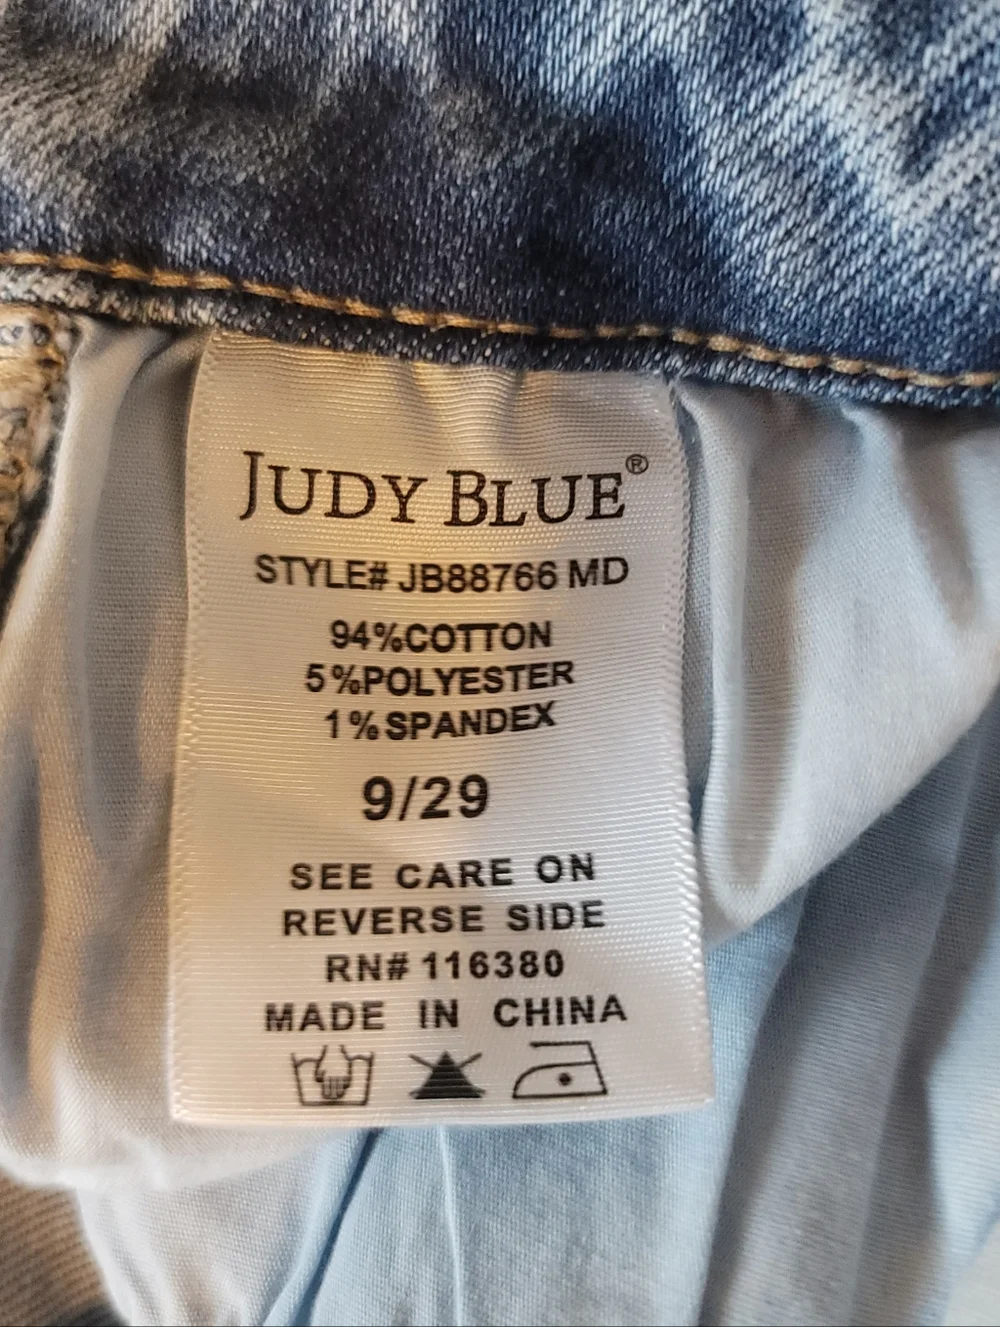 JUDY BLUE®
STYLE# JB88766 MD
94%COTTON
5%POLYESTER
1%SPANDEX
9/29
SEE CARE ON
REVERSE SIDE
RN# 116380
MADE IN CHINA